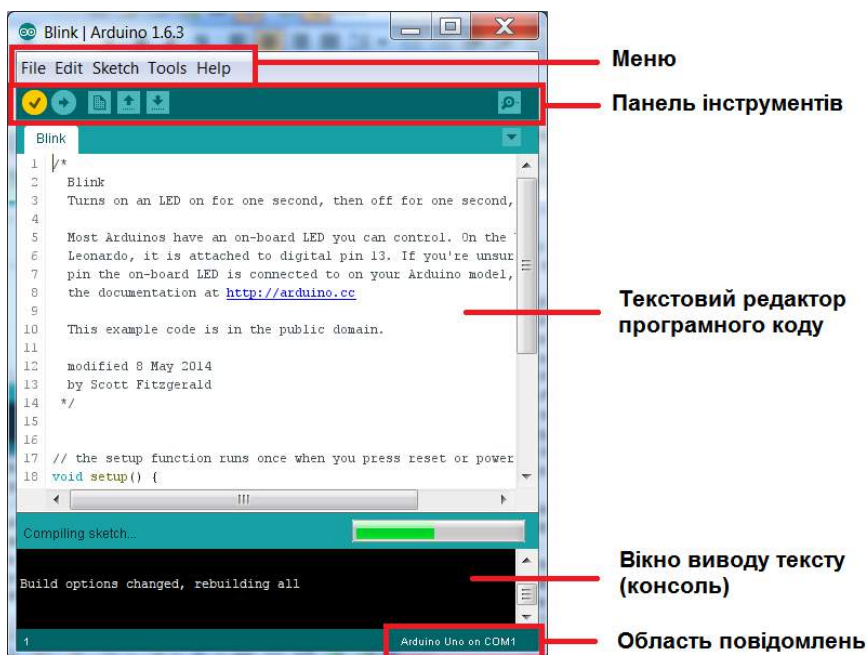 Blink | Arduino 1.6.3
File Edit Sketch Tools Help
Меню
Панель інструментів
Blink
1 /*
2 Blink
3 Turns on an LED on for one second, then off for one second,
4
5 Most Arduinos have an on-board LED you can control. On the
6 Leonardo, it is attached to digital pin 13. If you're unsur
7 pin the on-board LED is connected to on your Arduino model,
8 the documentation at http://arduino.cc
9
10 This example code is in the public domain.
11
12 modified 8 May 2014
13 by Scott Fitzgerald
14 */
15
16
17 // the setup function runs once when you press reset or power
18 void setup() {
Текстовий редактор
програмного коду
Compiling sketch...
Build options changed, rebuilding all
Вікно виводу тексту
(консоль)
1 Arduino Uno on COM1
Область повідомлень